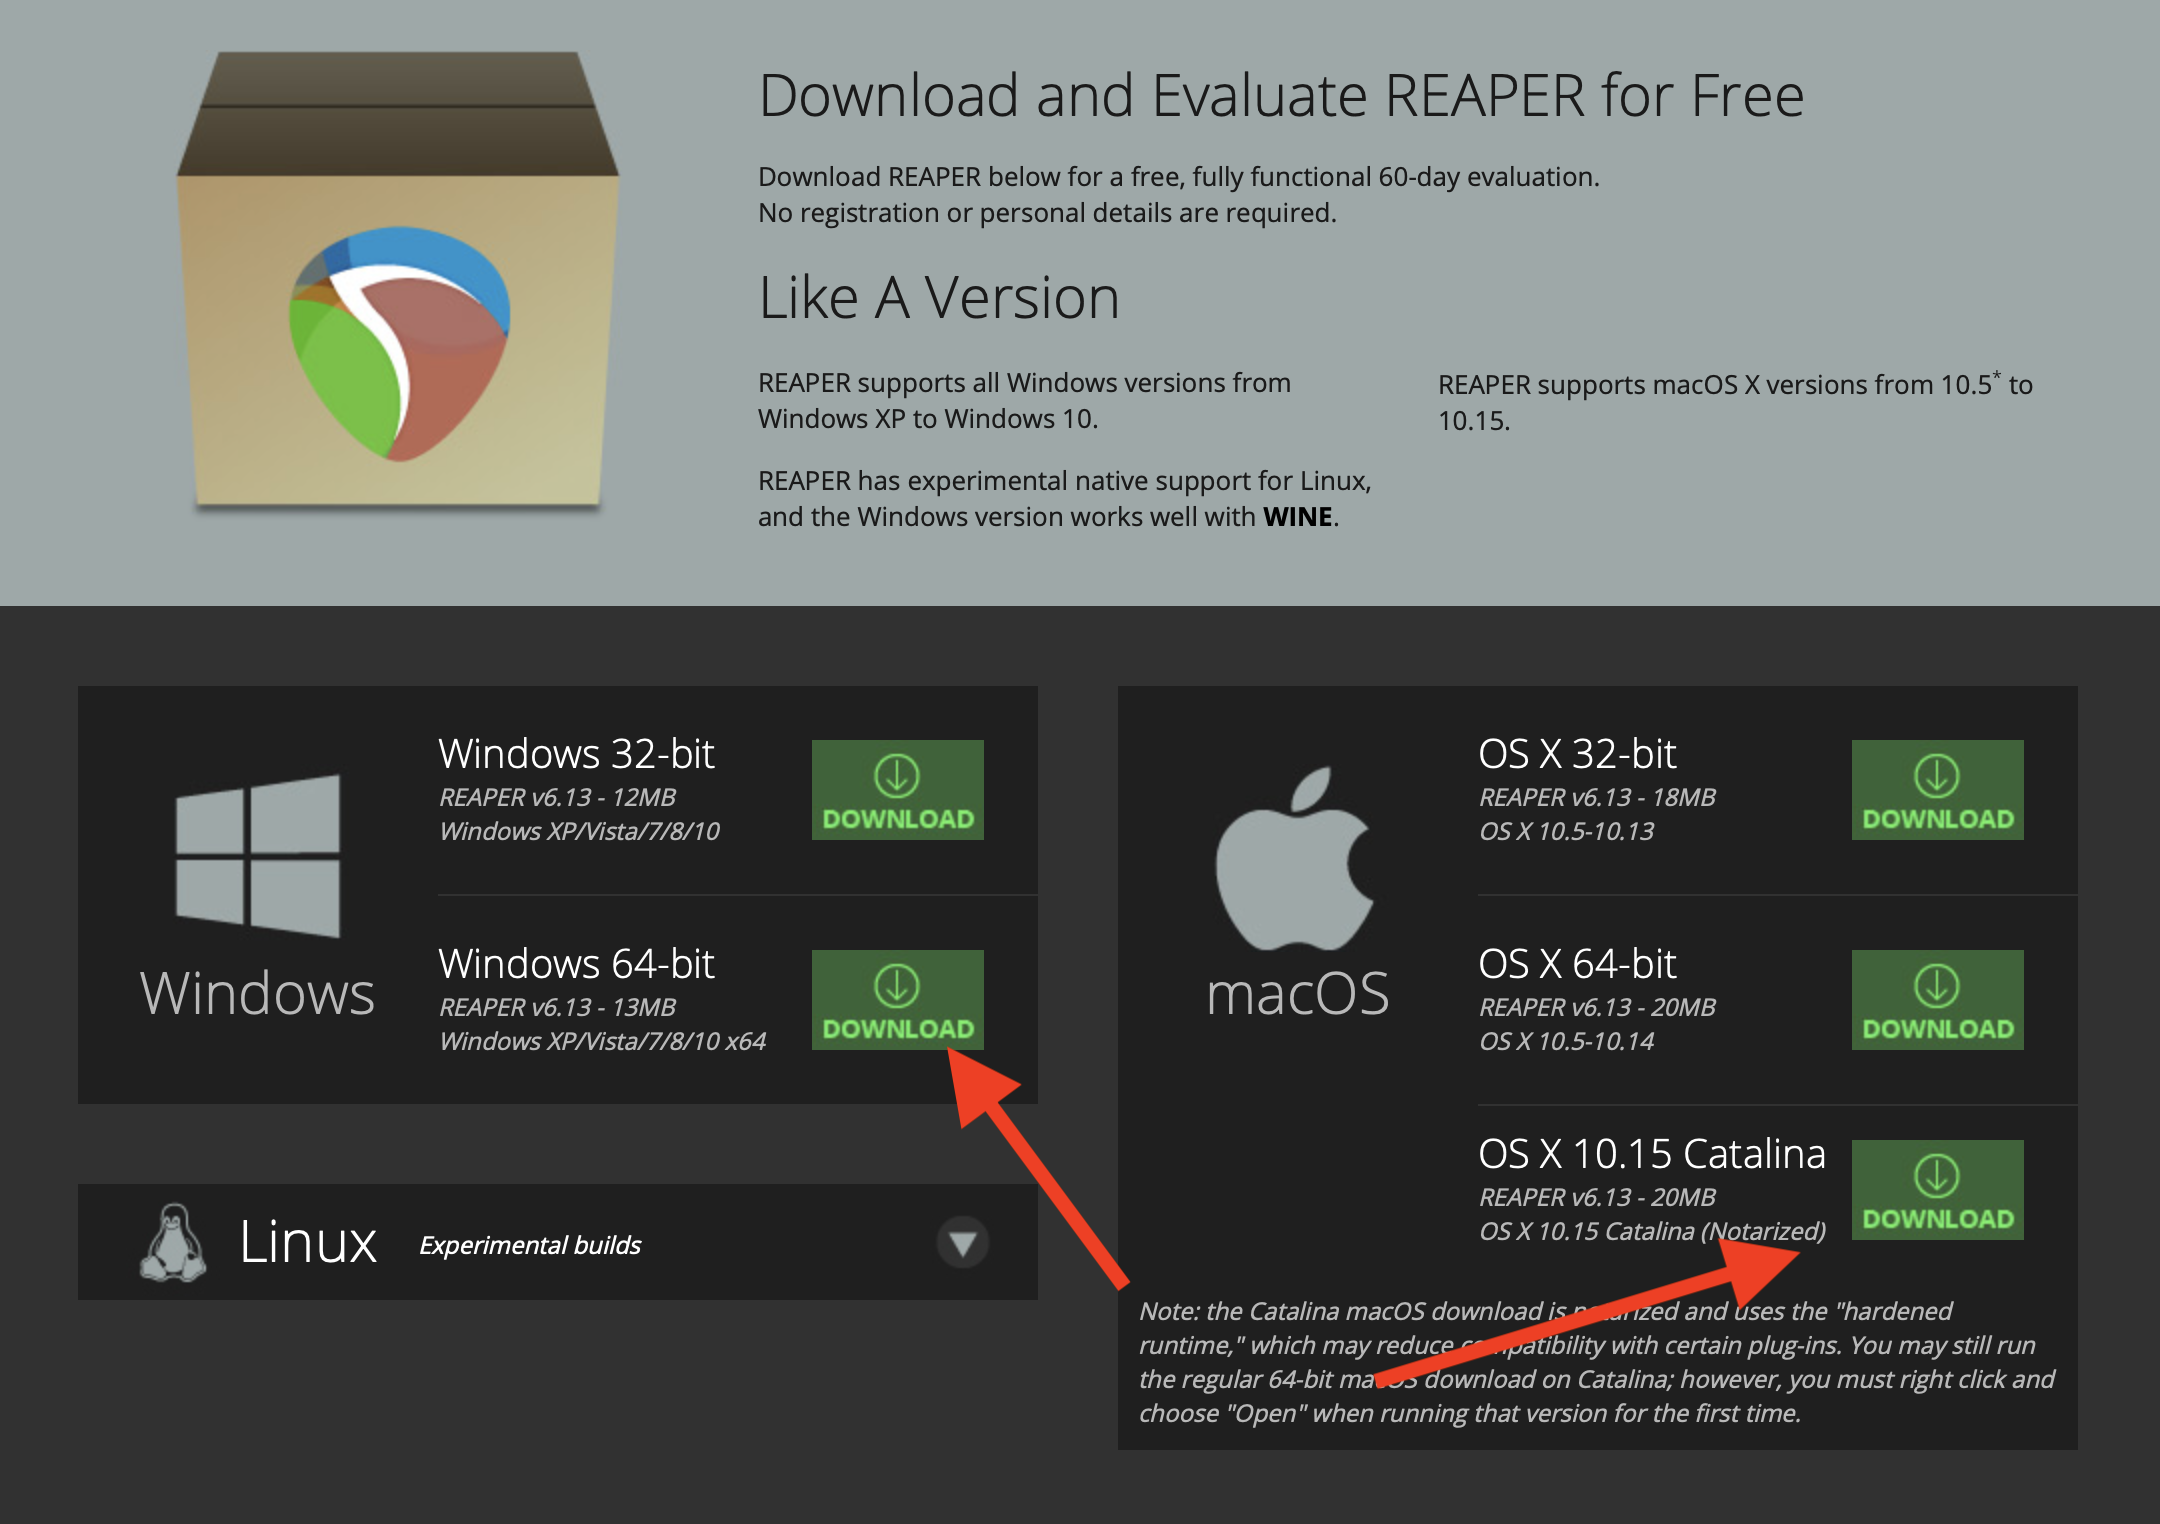 Download and Evaluate REAPER for Free
Download REAPER below for a free, fully functional 60-day evaluation.
No registration or personal details are required.
Like A Version
REAPER supports all Windows versions from
Windows XP to Windows 10.
REAPER has experimental native support for Linux,
and the Windows version works well with WINE.
REAPER supports macOS X versions from 10.5* to
10.15.
Windows
Windows 32-bit
REAPER v6.13 - 12MB
Windows XP/Vista/7/8/10
DOWNLOAD
Windows 64-bit
REAPER v6.13 - 13MB
Windows XP/Vista/7/8/10 x64
DOWNLOAD
Linux Experimental builds
macOS
OS X 32-bit
REAPER v6.13 - 18MB
OS X 10.5-10.13
DOWNLOAD
OS X 64-bit
REAPER v6.13 - 20MB
OS X 10.5-10.14
DOWNLOAD
OS X 10.15 Catalina
REAPER v6.13 - 20MB
OS X 10.15 Catalina (Notarized)
DOWNLOAD
Note: the Catalina macOS download is notarized and uses the "hardened
runtime," which may reduce compatibility with certain plug-ins. You may still run
the regular 64-bit macOS download on Catalina; however, you must right click and
choose "Open" when running that version for the first time.